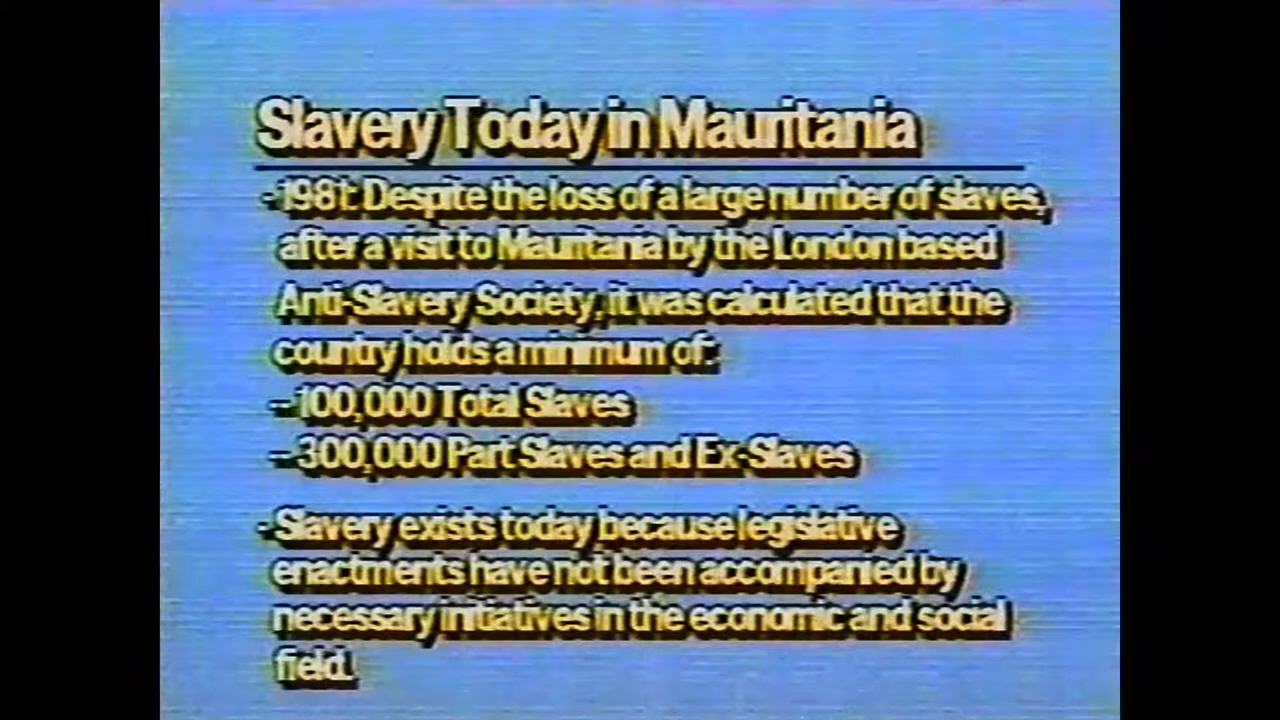 Slavery Today in Mauritania
- 1981: Despite the loss of a large number of slaves,
after a visit to Mauritania by the London based
Anti-Slavery Society, it was calculated that the
country holds a minimum of:
- 100,000 Total Slaves
- 300,000 Part Slaves and Ex-Slaves
- Slavery exists today because legislative
enactments have not been accompanied by
necessary initiatives in the economic and social
field.